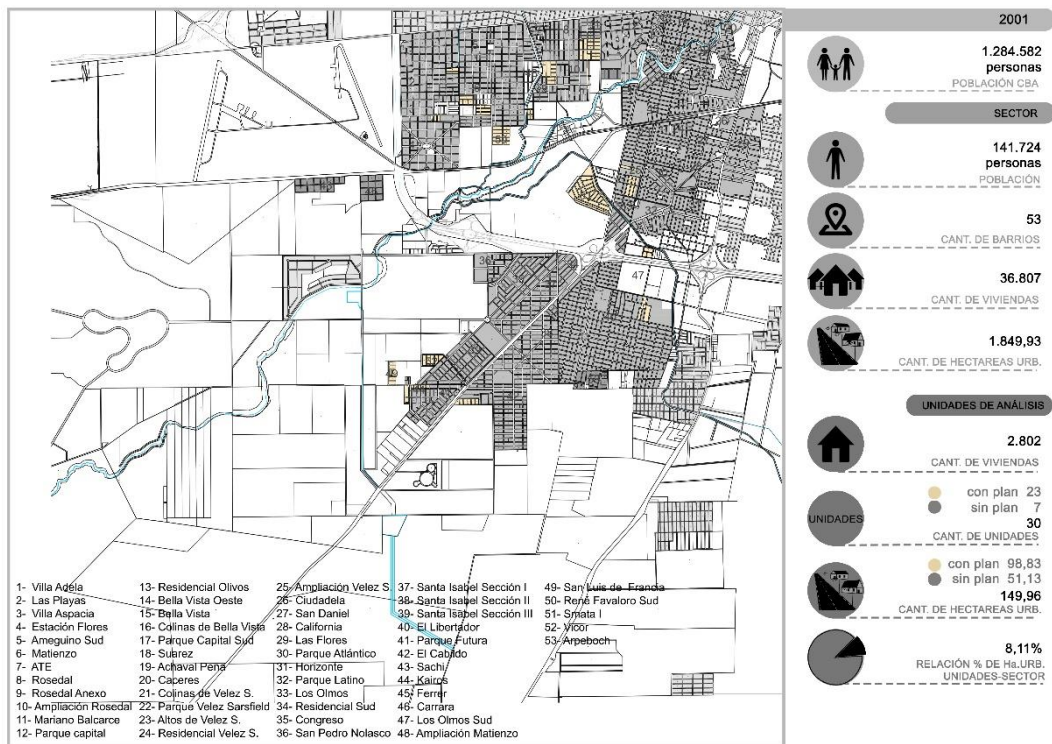 36
47
1- Villa Adela
2- Las Playas
3- Villa Aspacia
4- Estación Flores
5- Ameguino Sud
6- Matienzo
7- ATE
8- Rosedal
9- Rosedal Anexo
10- Ampliación Rosedal
11- Mariano Balcarce
12- Parque capital
13- Residencial Olivos
14- Bella Vista Oeste
15- Bella Vista
16- Colinas de Bella Vista
17- Parque Capital Sud
18- Suarez
19- Achaval Peña
20- Caceres
21- Colinas de Velez S.
22- Parque Velez Sarsfield
23- Altos de Velez S.
24- Residencial Velez S.
25- Ampliación Velez S.
26- Ciudadela
27- San Daniel
28- California
29- Las Flores
30- Parque Atlántico
31- Horizonte
32- Parque Latino
33- Los Olmos
34- Residencial Sud
35- Congreso
36- San Pedro Nolasco
37- Santa Isabel Sección I
38- Santa Isabel Sección II
39- Santa Isabel Sección III
40- El Libertador
41- Parque Futura
42- El Cabildo
43- Sachi
44- Kairos
45- Ferrer
46- Carrara
47- Los Olmos Sud
48- Ampliación Matienzo
49- San Luis de Francia
50- René Favaloro Sud
51- Smata I
52- Vicor
53- Arpeboch
2001
1.284.582
personas
POBLACIÓN CBA
SECTOR
141.724
personas
POBLACIÓN
53
CANT. DE BARRIOS
36.807
CANT. DE VIVIENDAS
1.849,93
CANT. DE HECTAREAS URB.
UNIDADES DE ANÁLISIS
2.802
CANT. DE VIVIENDAS
UNIDADES
con plan 23
sin plan 7
30
CANT. DE UNIDADES
con plan 98,83
sin plan 51,13
149,96
CANT. DE HECTAREAS URB.
8,11%
RELACIÓN % DE Ha.URB.
UNIDADES-SECTOR